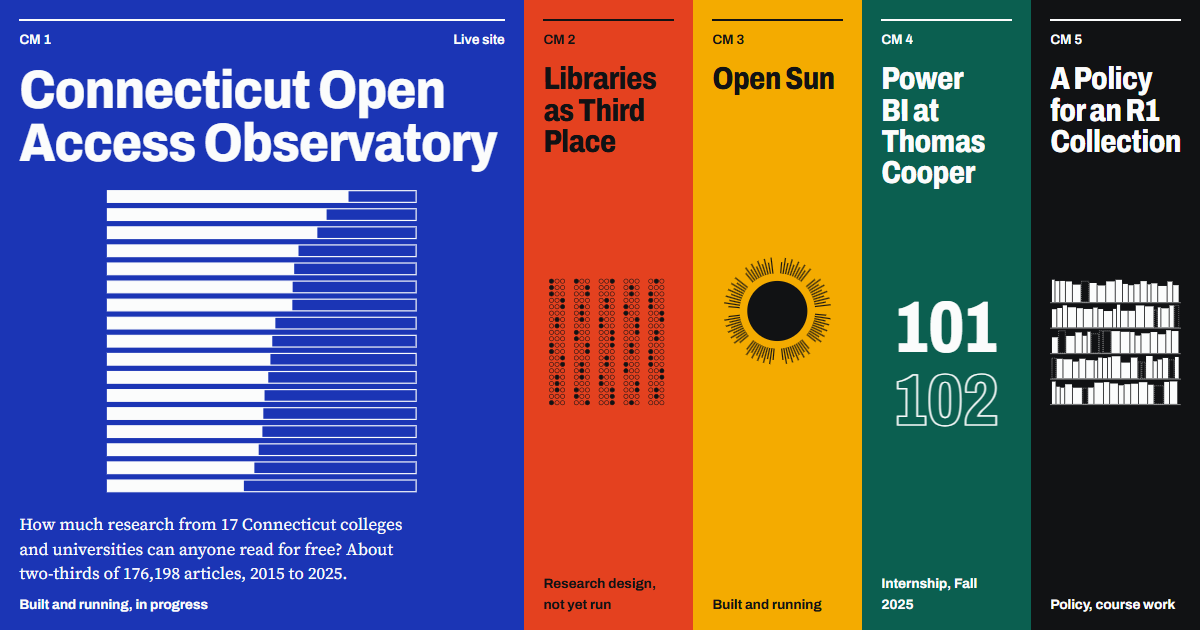 CM 1
Live site
Connecticut Open
Access Observatory
How much research from 17 Connecticut colleges
and universities can anyone read for free? About
two-thirds of 176,198 articles, 2015 to 2025.
Built and running, in progress
CM 2
Libraries
as Third
Place
Research design,
not yet run
CM 3
Open Sun
Built and running
CM 4
Power
BI at
Thomas
Cooper
101
102
Internship, Fall
2025
CM 5
A Policy
for an R1
Collection
Policy, course work